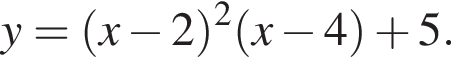 y = (x − 2)²(x − 4) + 5.